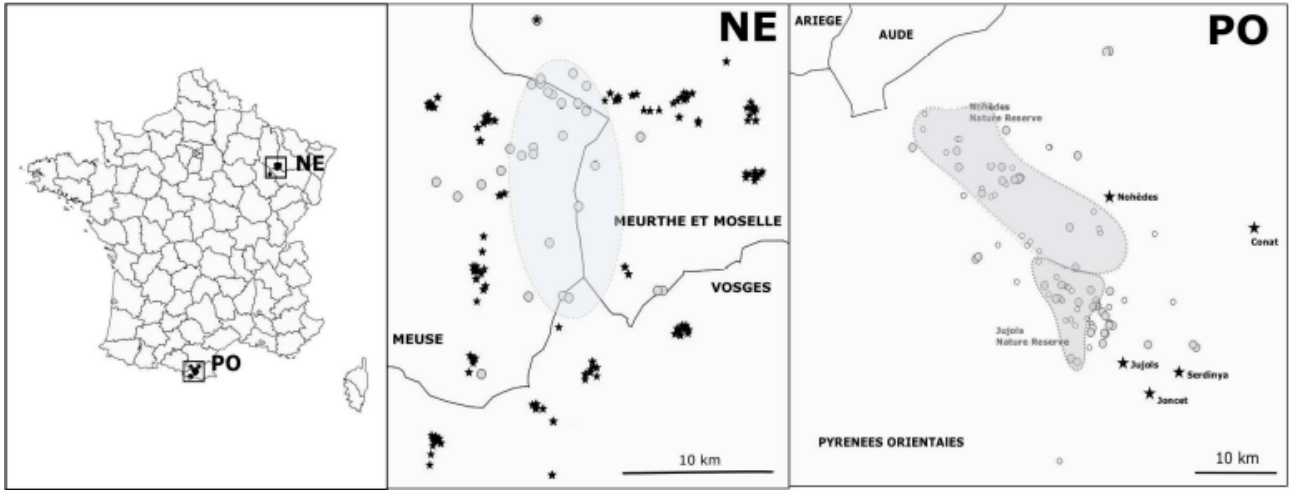 NE
PO
NE
MEURTHE ET MOSELLE
VOSGES
MEUSE
10 km
ARIEGE
AUDE
PO
Nohèdes
Nature Reserve
Nohèdes
Conat
Jujols
Nature Reserve
Jujols
Serdinya
Joncet
PYRENEES ORIENTAlES
10 km